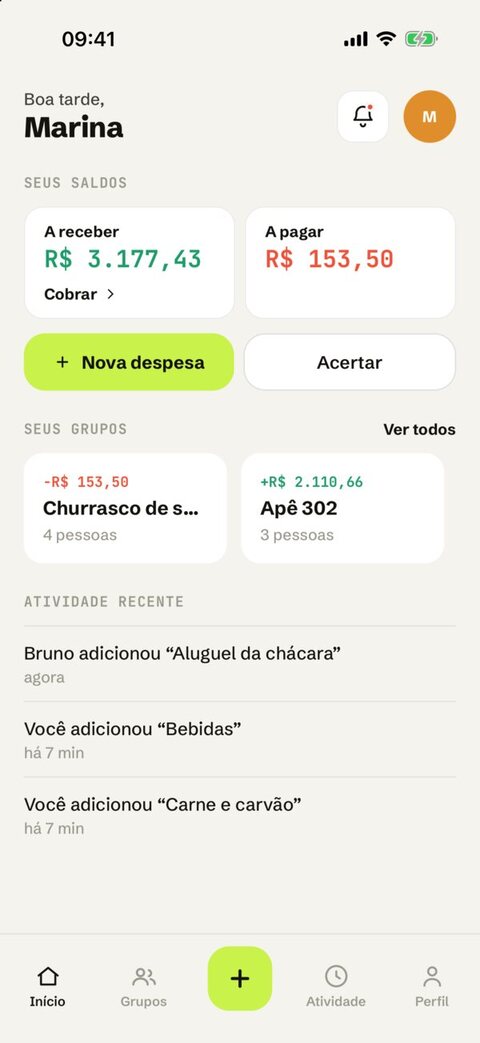 09:41
Boa tarde,
Marina
M
SEUS SALDOS
A receber
R$ 3.177,43
Cobrar
A pagar
R$ 153,50
+ Nova despesa
Acertar
SEUS GRUPOS
Ver todos
-R$ 153,50
Churrasco de s...
4 pessoas
+R$ 2.110,66
Apê 302
3 pessoas
ATIVIDADE RECENTE
Bruno adicionou “Aluguel da chácara”
agora
Você adicionou “Bebidas”
há 7 min
Você adicionou “Carne e carvão”
há 7 min
Início
Grupos
+
Atividade
Perfil